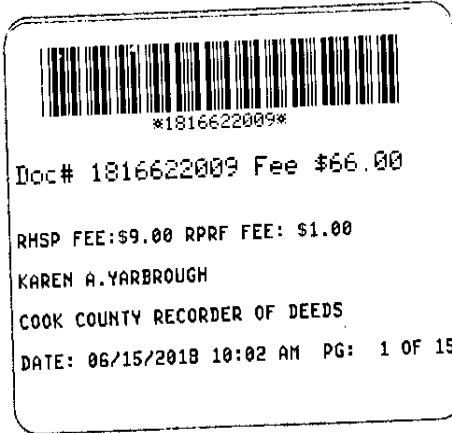 *1816622009*
Doc# 1816622009 Fee $66.00
RHSP FEE:$9.00 RPRF FEE: $1.00
KAREN A.YARBROUGH
COOK COUNTY RECORDER OF DEEDS
DATE: 06/15/2018 10:02 AM PG: 1 OF 15